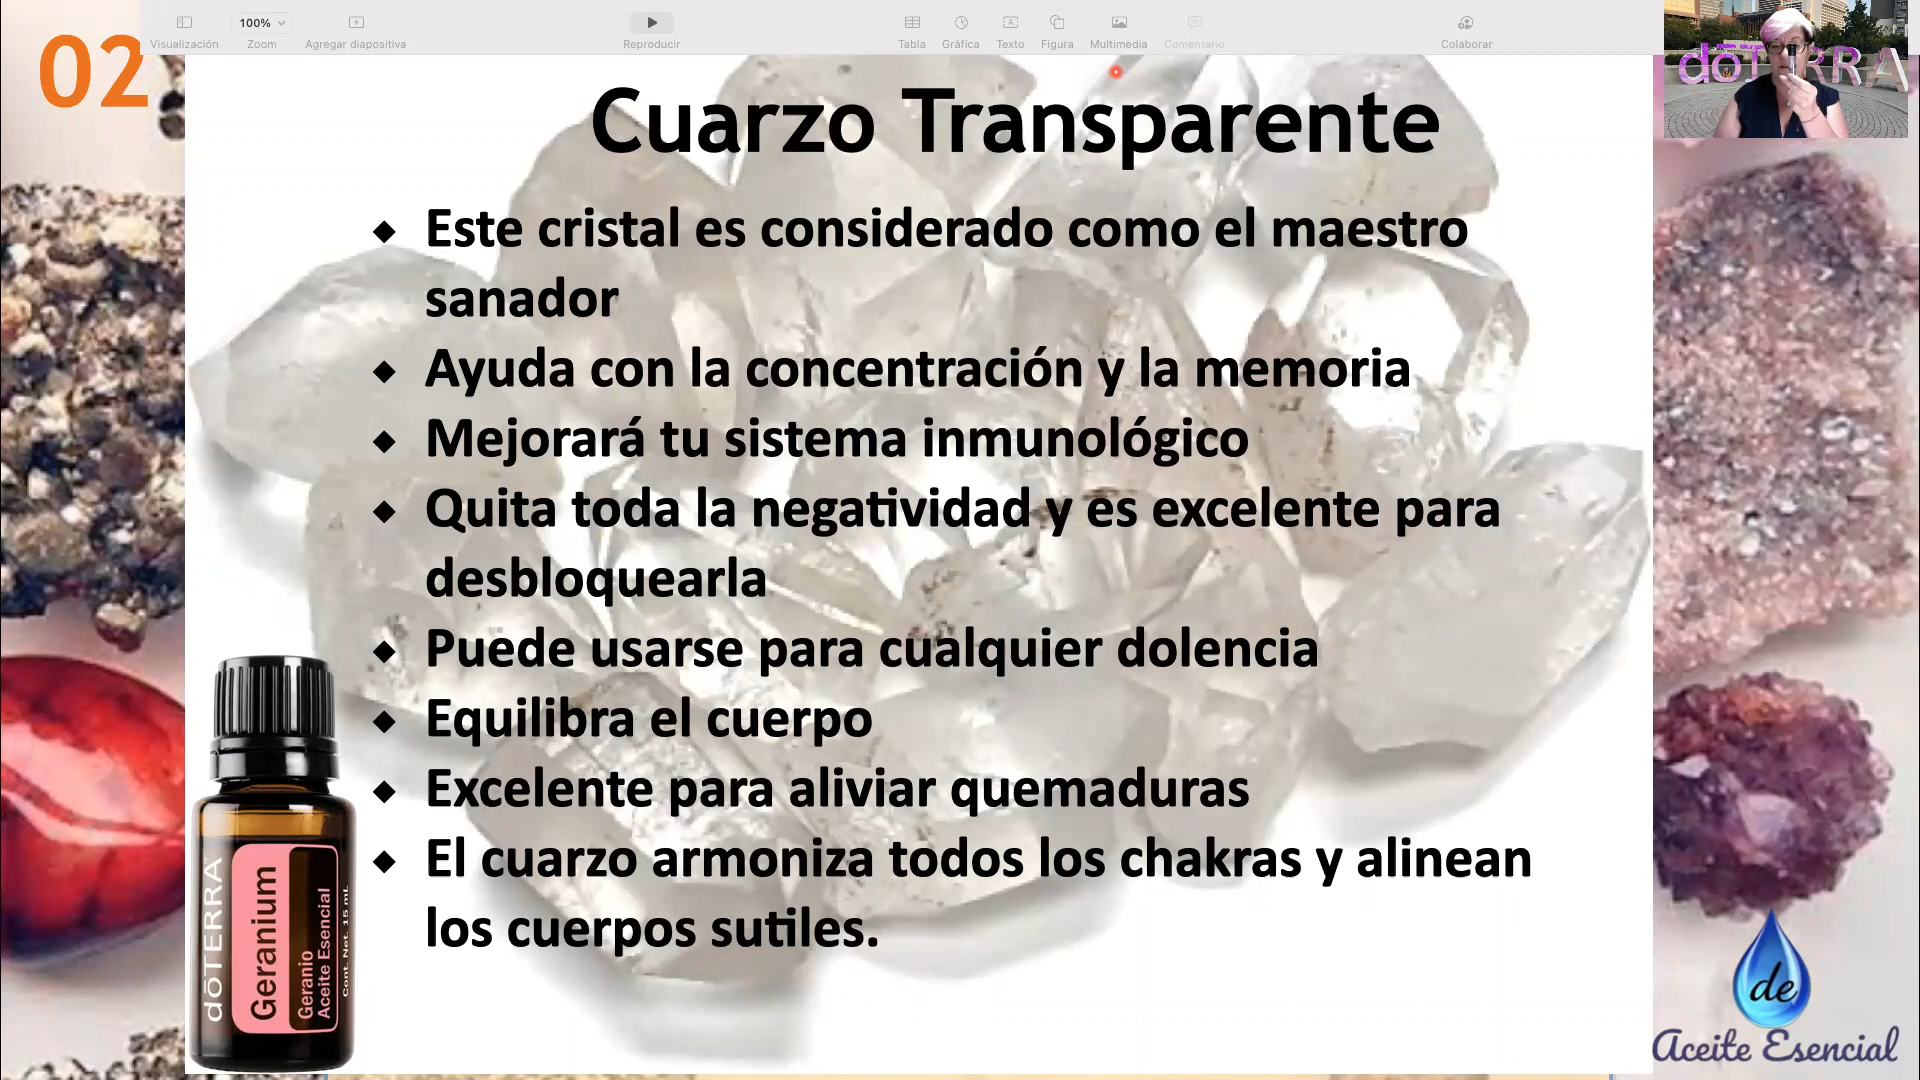 Visualización
100%
Zoom
Agregar diapositiva
Reproducir
Tabla
Gráfica
Texto
Figura
Multimedia
Comentario
Colaborar
02
dōTERRA
Cuarzo Transparente
Este cristal es considerado como el maestro
sanador
Ayuda con la concentración y la memoria
Mejorará tu sistema inmunológico
Quita toda la negatividad y es excelente para
desbloquearla
Puede usarse para cualquier dolencia
Equilibra el cuerpo
Excelente para aliviar quemaduras
El cuarzo armoniza todos los chakras y alinean
los cuerpos sutiles.
dōTERRA
Geranium
Geranio
Aceite Esencial
Cont. Net. 15 mL
de
Aceite Esencial